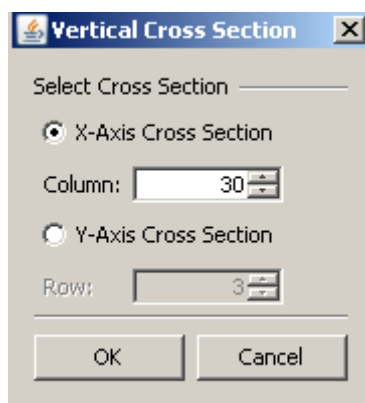 Vertical Cross Section
Select Cross Section
X-Axis Cross Section
Column: 30
Y-Axis Cross Section
Row: 3
OK Cancel